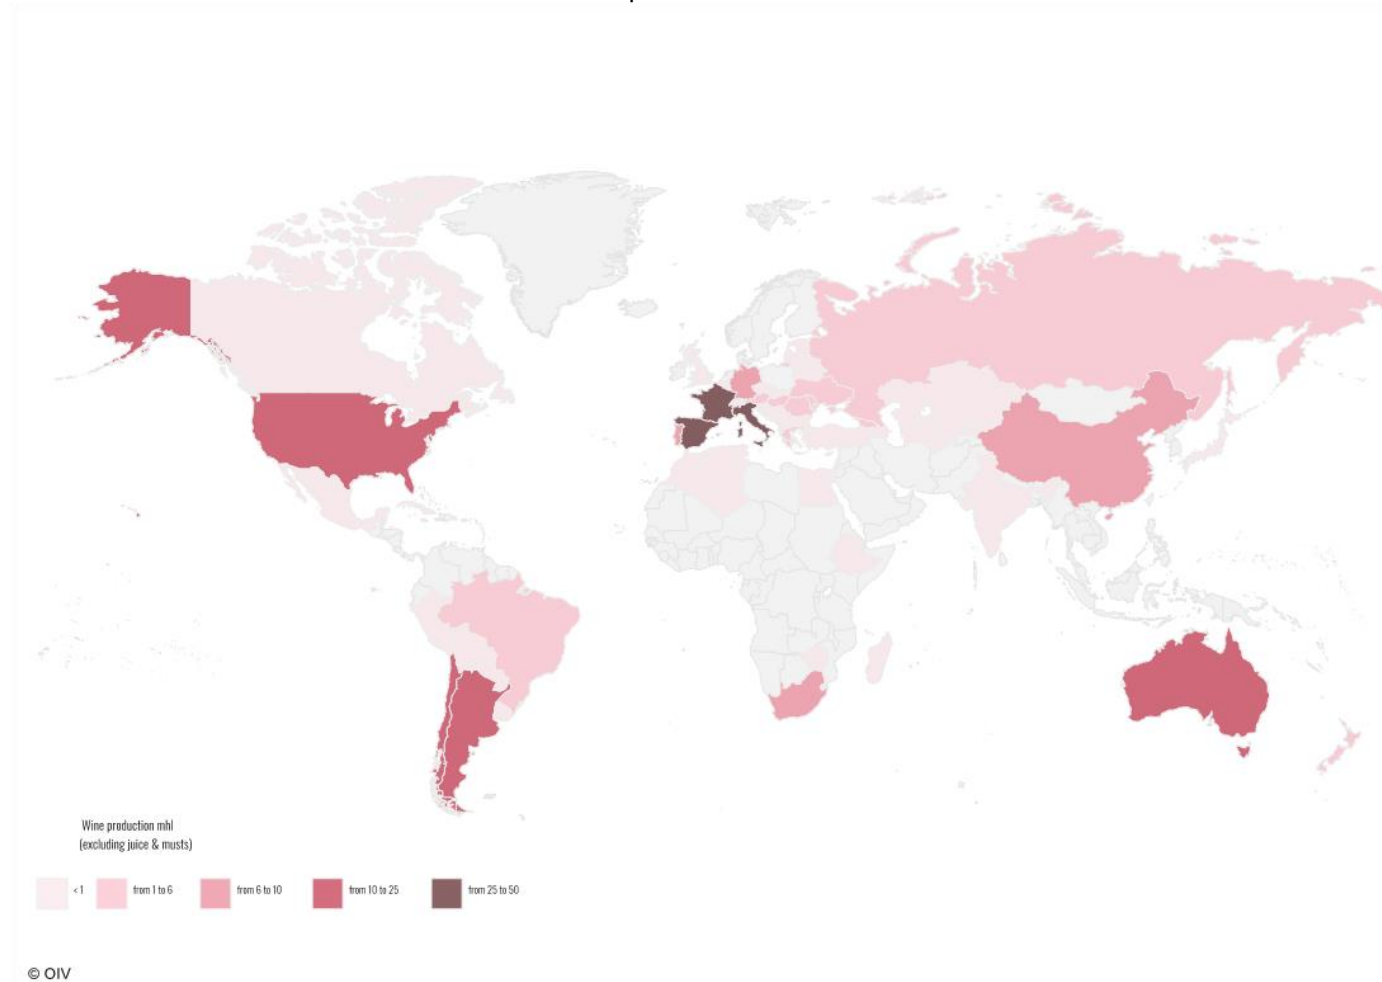 Wine production mhl
(excluding juice & musts)
< 1
from 1 to 6
from 6 to 10
from 10 to 25
from 25 to 50
© OIV